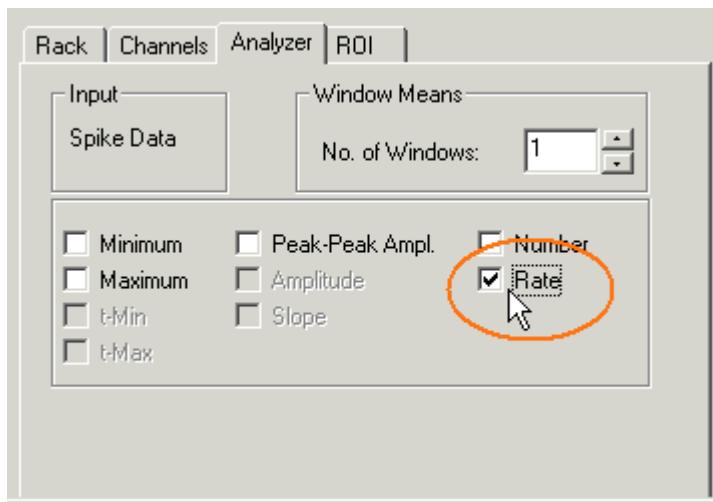 Rack Channels Analyzer ROI
Input
Spike Data
Window Means
No. of Windows: 1
Minimum Peak-Peak Ampl. Number
Maximum Amplitude Rate
t-Min Slope
t-Max